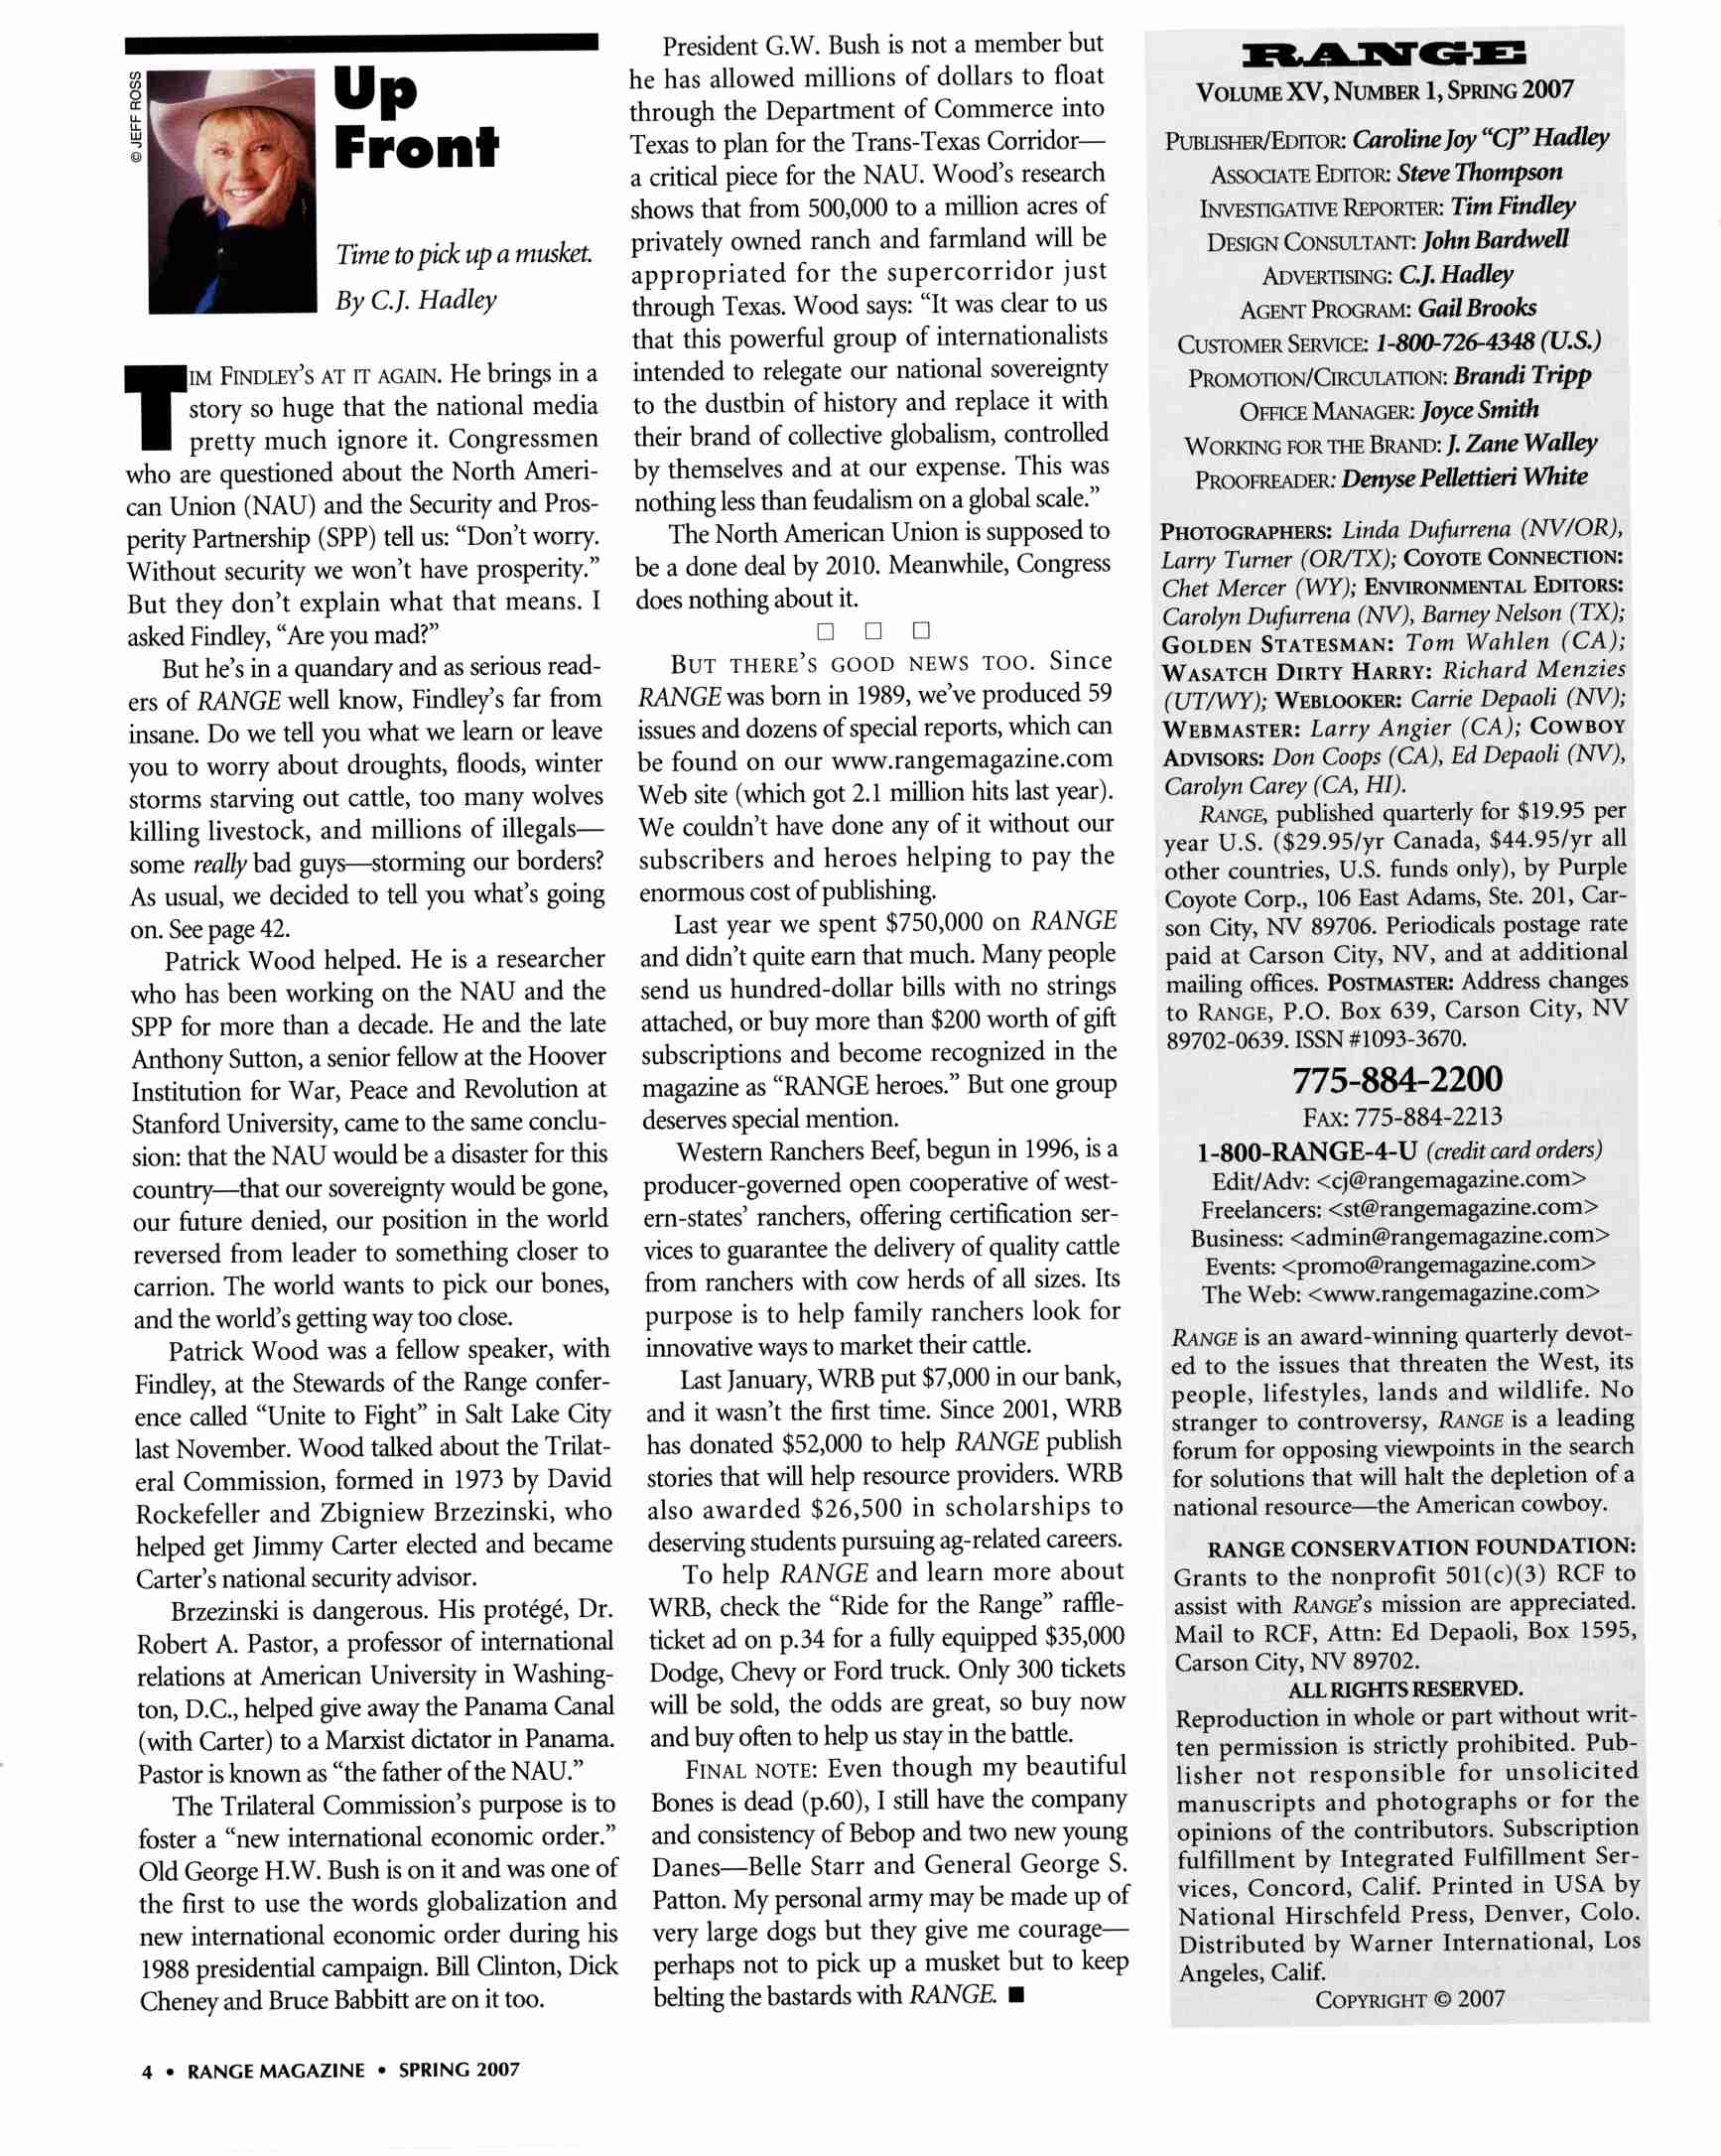 © JEFF ROSS
Up
Front
Time to pick up a musket.
By C.J. Hadley
TIM FINDLEY'S AT IT AGAIN. He brings in a
story so huge that the national media
pretty much ignore it. Congressmen
who are questioned about the North Ameri-
can Union (NAU) and the Security and Pros-
perity Partnership (SPP) tell us: “Don't worry.
Without security we won't have prosperity.”
But they don't explain what that means. I
asked Findley, “Are you mad?”
But he's in a quandary and as serious read-
ers of RANGE well know, Findley's far from
insane. Do we tell you what we learn or leave
you to worry about droughts, floods, winter
storms starving out cattle, too many wolves
killing livestock, and millions of illegals—
some really bad guys—storming our borders?
As usual, we decided to tell you what's going
on. See page 42.
Patrick Wood helped. He is a researcher
who has been working on the NAU and the
SPP for more than a decade. He and the late
Anthony Sutton, a senior fellow at the Hoover
Institution for War, Peace and Revolution at
Stanford University, came to the same conclu-
sion: that the NAU would be a disaster for this
country—that our sovereignty would be gone,
our future denied, our position in the world
reversed from leader to something closer to
carrion. The world wants to pick our bones,
and the world's getting way too close.
Patrick Wood was a fellow speaker, with
Findley, at the Stewards of the Range confer-
ence called “Unite to Fight” in Salt Lake City
last November. Wood talked about the Trilat-
eral Commission, formed in 1973 by David
Rockefeller and Zbigniew Brzezinski, who
helped get Jimmy Carter elected and became
Carter's national security advisor.
Brzezinski is dangerous. His protégé, Dr.
Robert A. Pastor, a professor of international
relations at American University in Washing-
ton, D.C., helped give away the Panama Canal
(with Carter) to a Marxist dictator in Panama.
Pastor is known as “the father of the NAU.”
The Trilateral Commission's purpose is to
foster a “new international economic order.”
Old George H.W. Bush is on it and was one of
the first to use the words globalization and
new international economic order during his
1988 presidential campaign. Bill Clinton, Dick
Cheney and Bruce Babbitt are on it too.
President G.W. Bush is not a member but
he has allowed millions of dollars to float
through the Department of Commerce into
Texas to plan for the Trans-Texas Corridor—
a critical piece for the NAU. Wood's research
shows that from 500,000 to a million acres of
privately owned ranch and farmland will be
appropriated for the supercorridor just
through Texas. Wood says: “It was clear to us
that this powerful group of internationalists
intended to relegate our national sovereignty
to the dustbin of history and replace it with
their brand of collective globalism, controlled
by themselves and at our expense. This was
nothing less than feudalism on a global scale.”
The North American Union is supposed to
be a done deal by 2010. Meanwhile, Congress
does nothing about it.
□ □ □
BUT THERE'S GOOD NEWS TOO. Since
RANGE was born in 1989, we've produced 59
issues and dozens of special reports, which can
be found on our www.rangemagazine.com
Web site (which got 2.1 million hits last year).
We couldn't have done any of it without our
subscribers and heroes helping to pay the
enormous cost of publishing.
Last year we spent $750,000 on RANGE
and didn't quite earn that much. Many people
send us hundred-dollar bills with no strings
attached, or buy more than $200 worth of gift
subscriptions and become recognized in the
magazine as “RANGE heroes.” But one group
deserves special mention.
Western Ranchers Beef, begun in 1996, is a
producer-governed open cooperative of west-
ern-states' ranchers, offering certification ser-
vices to guarantee the delivery of quality cattle
from ranchers with cow herds of all sizes. Its
purpose is to help family ranchers look for
innovative ways to market their cattle.
Last January, WRB put $7,000 in our bank,
and it wasn't the first time. Since 2001, WRB
has donated $52,000 to help RANGE publish
stories that will help resource providers. WRB
also awarded $26,500 in scholarships to
deserving students pursuing ag-related careers.
To help RANGE and learn more about
WRB, check the “Ride for the Range” raffle-
ticket ad on p.34 for a fully equipped $35,000
Dodge, Chevy or Ford truck. Only 300 tickets
will be sold, the odds are great, so buy now
and buy often to help us stay in the battle.
FINAL NOTE: Even though my beautiful
Bones is dead (p.60), I still have the company
and consistency of Bebop and two new young
Danes—Belle Starr and General George S.
Patton. My personal army may be made up of
very large dogs but they give me courage—
perhaps not to pick up a musket but to keep
belting the bastards with RANGE. ■
RANGE
VOLUME XV, NUMBER 1, SPRING 2007
PUBLISHER/EDITOR: Caroline Joy “CJ” Hadley
ASSOCIATE EDITOR: Steve Thompson
INVESTIGATIVE REPORTER: Tim Findley
DESIGN CONSULTANT: John Bardwell
ADVERTISING: C.J. Hadley
AGENT PROGRAM: Gail Brooks
CUSTOMER SERVICE: 1-800-726-4348 (U.S.)
PROMOTION/CIRCULATION: Brandi Tripp
OFFICE MANAGER: Joyce Smith
WORKING FOR THE BRAND: J. Zane Walley
PROOFREADER: Denyse Pellettieri White
PHOTOGRAPHERS: Linda Dufurrena (NV/OR),
Larry Turner (OR/TX); COYOTE CONNECTION:
Chet Mercer (WY); ENVIRONMENTAL EDITORS:
Carolyn Dufurrena (NV), Barney Nelson (TX);
GOLDEN STATESMAN: Tom Wahlen (CA);
WASATCH DIRTY HARRY: Richard Menzies
(UT/WY); WEBLOOKER: Carrie Depaoli (NV);
WEBMASTER: Larry Angier (CA); COWBOY
ADVISORS: Don Coops (CA), Ed Depaoli (NV),
Carolyn Carey (CA, HI).
RANGE, published quarterly for $19.95 per
year U.S. ($29.95/yr Canada, $44.95/yr all
other countries, U.S. funds only), by Purple
Coyote Corp., 106 East Adams, Ste. 201, Car-
son City, NV 89706. Periodicals postage rate
paid at Carson City, NV, and at additional
mailing offices. POSTMASTER: Address changes
to RANGE, P.O. Box 639, Carson City, NV
89702-0639. ISSN #1093-3670.
775-884-2200
FAX: 775-884-2213
1-800-RANGE-4-U (credit card orders)
Edit/Adv: <cj@rangemagazine.com>
Freelancers: <st@rangemagazine.com>
Business: <admin@rangemagazine.com>
Events: <promo@rangemagazine.com>
The Web: <www.rangemagazine.com>
RANGE is an award-winning quarterly devot-
ed to the issues that threaten the West, its
people, lifestyles, lands and wildlife. No
stranger to controversy, RANGE is a leading
forum for opposing viewpoints in the search
for solutions that will halt the depletion of a
national resource—the American cowboy.
RANGE CONSERVATION FOUNDATION:
Grants to the nonprofit 501(c)(3) RCF to
assist with RANGE's mission are appreciated.
Mail to RCF, Attn: Ed Depaoli, Box 1595,
Carson City, NV 89702.
ALL RIGHTS RESERVED.
Reproduction in whole or part without writ-
ten permission is strictly prohibited. Pub-
lisher not responsible for unsolicited
manuscripts and photographs or for the
opinions of the contributors. Subscription
fulfillment by Integrated Fulfillment Ser-
vices, Concord, Calif. Printed in USA by
National Hirschfeld Press, Denver, Colo.
Distributed by Warner International, Los
Angeles, Calif.
COPYRIGHT © 2007
4 • RANGE MAGAZINE • SPRING 2007